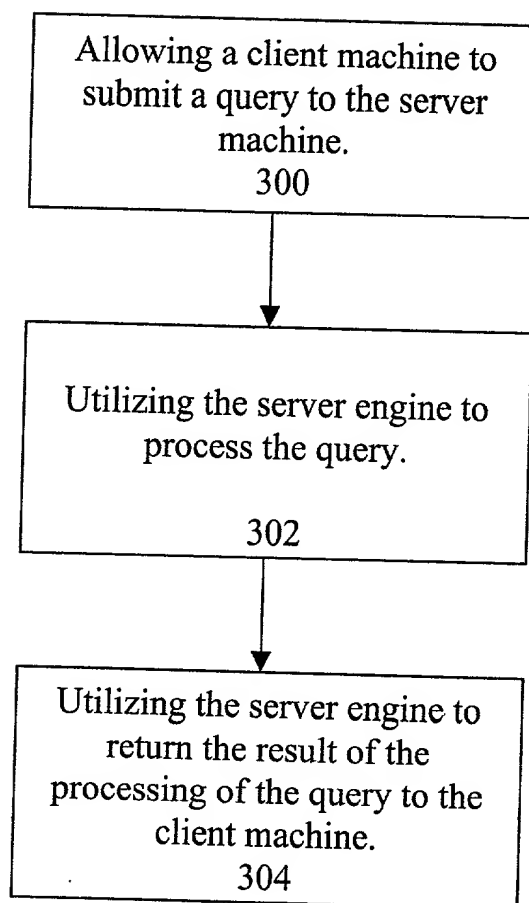 Allowing a client machine to
submit a query to the server
machine.
300
Utilizing the server engine to
process the query.
302
Utilizing the server engine to
return the result of the
processing of the query to the
client machine.
304